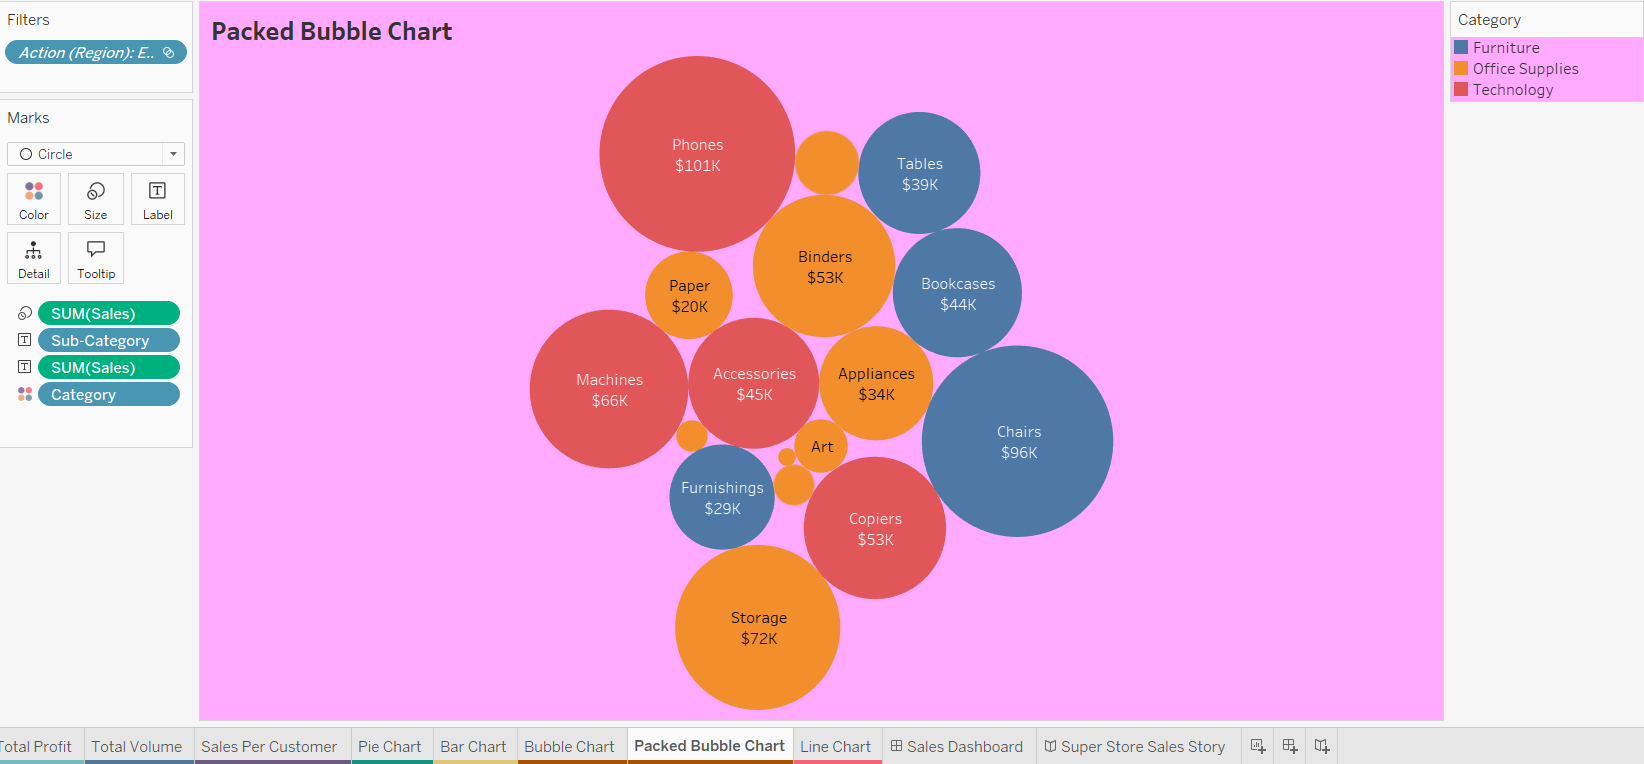 Filters
Action (Region): E..
Marks
Circle
Color
Size
Label
Detail
Tooltip
SUM(Sales)
Sub-Category
SUM(Sales)
Category
Packed Bubble Chart
Phones
$101K
Tables
$39K
Binders
$53K
Bookcases
$44K
Paper
$20K
Machines
$66K
Accessories
$45K
Appliances
$34K
Chairs
$96K
Art
Furnishings
$29K
Copiers
$53K
Storage
$72K
Category
Furniture
Office Supplies
Technology
Total Profit
Total Volume
Sales Per Customer
Pie Chart
Bar Chart
Bubble Chart
Packed Bubble Chart
Line Chart
Sales Dashboard
Super Store Sales Story